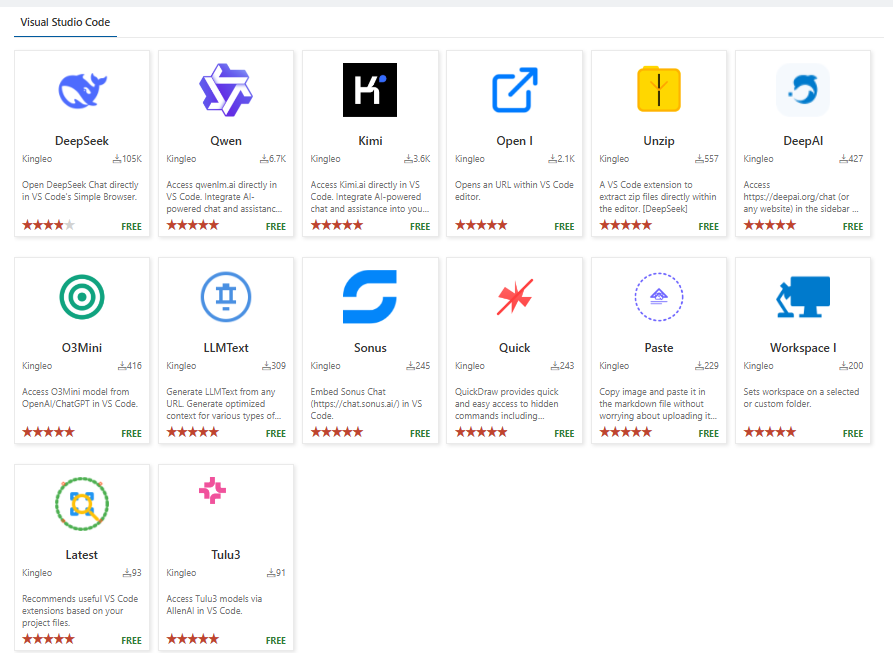 Visual Studio Code
DeepSeek
Kingleo 105K
Open DeepSeek Chat directly
in VS Code's Simple Browser.
FREE
Qwen
Kingleo 6.7K
Access qwenlm.ai directly in
VS Code. Integrate AI-
powered chat and assistanc...
FREE
Kimi
Kingleo 3.6K
Access Kimi.ai directly in VS
Code. Integrate AI-powered
chat and assistance into you...
FREE
Open I
Kingleo 2.1K
Opens an URL within VS Code
editor.
FREE
Unzip
Kingleo 557
A VS Code extension to
extract zip files directly within
the editor. [DeepSeek]
FREE
DeepAI
Kingleo 427
Access
https://deepai.org/chat (or
any website) in the sidebar ...
FREE
O3Mini
Kingleo 416
Access O3Mini model from
OpenAI/ChatGPT in VS Code.
FREE
LLMText
Kingleo 309
Generate LLMText from any
URL. Generate optimized
context for various types of...
FREE
Sonus
Kingleo 245
Embed Sonus Chat
(https://chat.sonus.ai/) in VS
Code.
FREE
Quick
Kingleo 243
QuickDraw provides quick
and easy access to hidden
commands including...
FREE
Paste
Kingleo 229
Copy image and paste it in
the markdown file without
worrying about uploading it...
FREE
Workspace I
Kingleo 200
Sets workspace on a selected
or custom folder.
FREE
Latest
Kingleo 93
Recommends useful VS Code
extensions based on your
project files.
FREE
Tulu3
Kingleo 91
Access Tulu3 models via
AllenAI in VS Code.
FREE